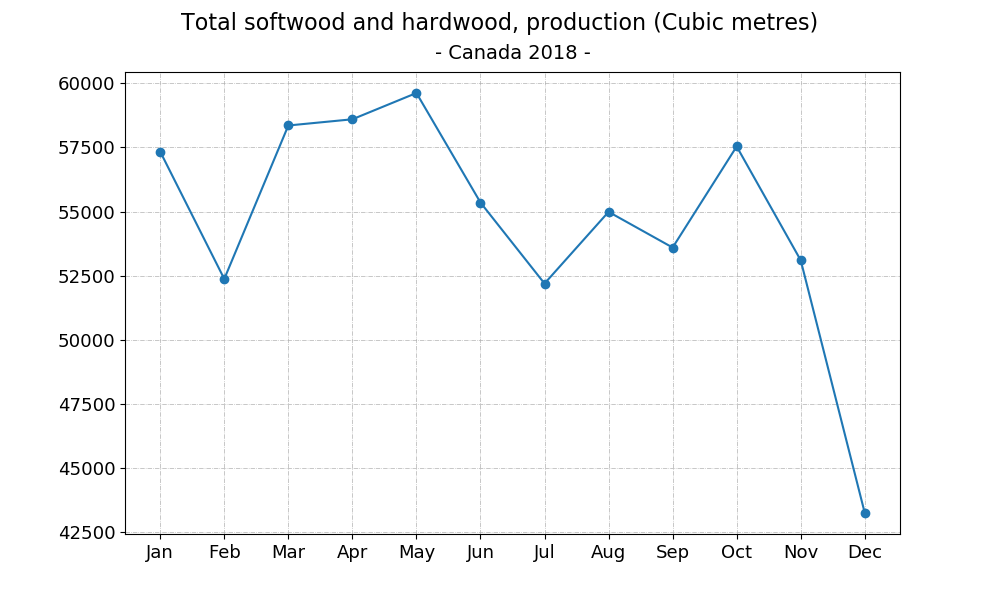 Total softwood and hardwood, production (Cubic metres)
- Canada 2018 -
60000
57500
55000
52500
50000
47500
45000
42500
Jan Feb Mar Apr May Jun Jul Aug Sep Oct Nov Dec